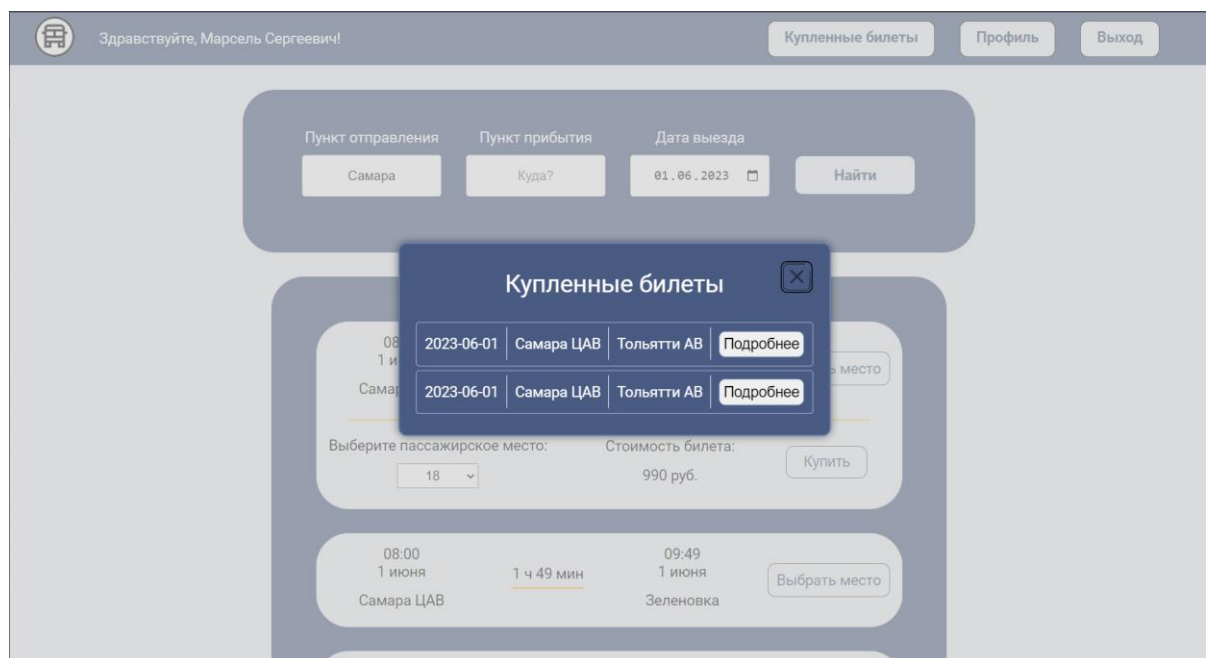 Здравствуйте, Марсель Сергеевич!
Купленные билеты
Профиль
Выход
Пункт отправления
Пункт прибытия
Дата выезда
Самара
Куда?
01.06.2023
Найти
Купленные билеты
2023-06-01 Самара ЦАВ Тольятти АВ Подробнее
2023-06-01 Самара ЦАВ Тольятти АВ Подробнее
место
Выберите пассажирское место:
Стоимость билета:
18
990 руб.
Купить
08:00
1 июня
Самара ЦАВ
1 ч 49 мин
09:49
1 июня
Зеленовка
Выбрать место